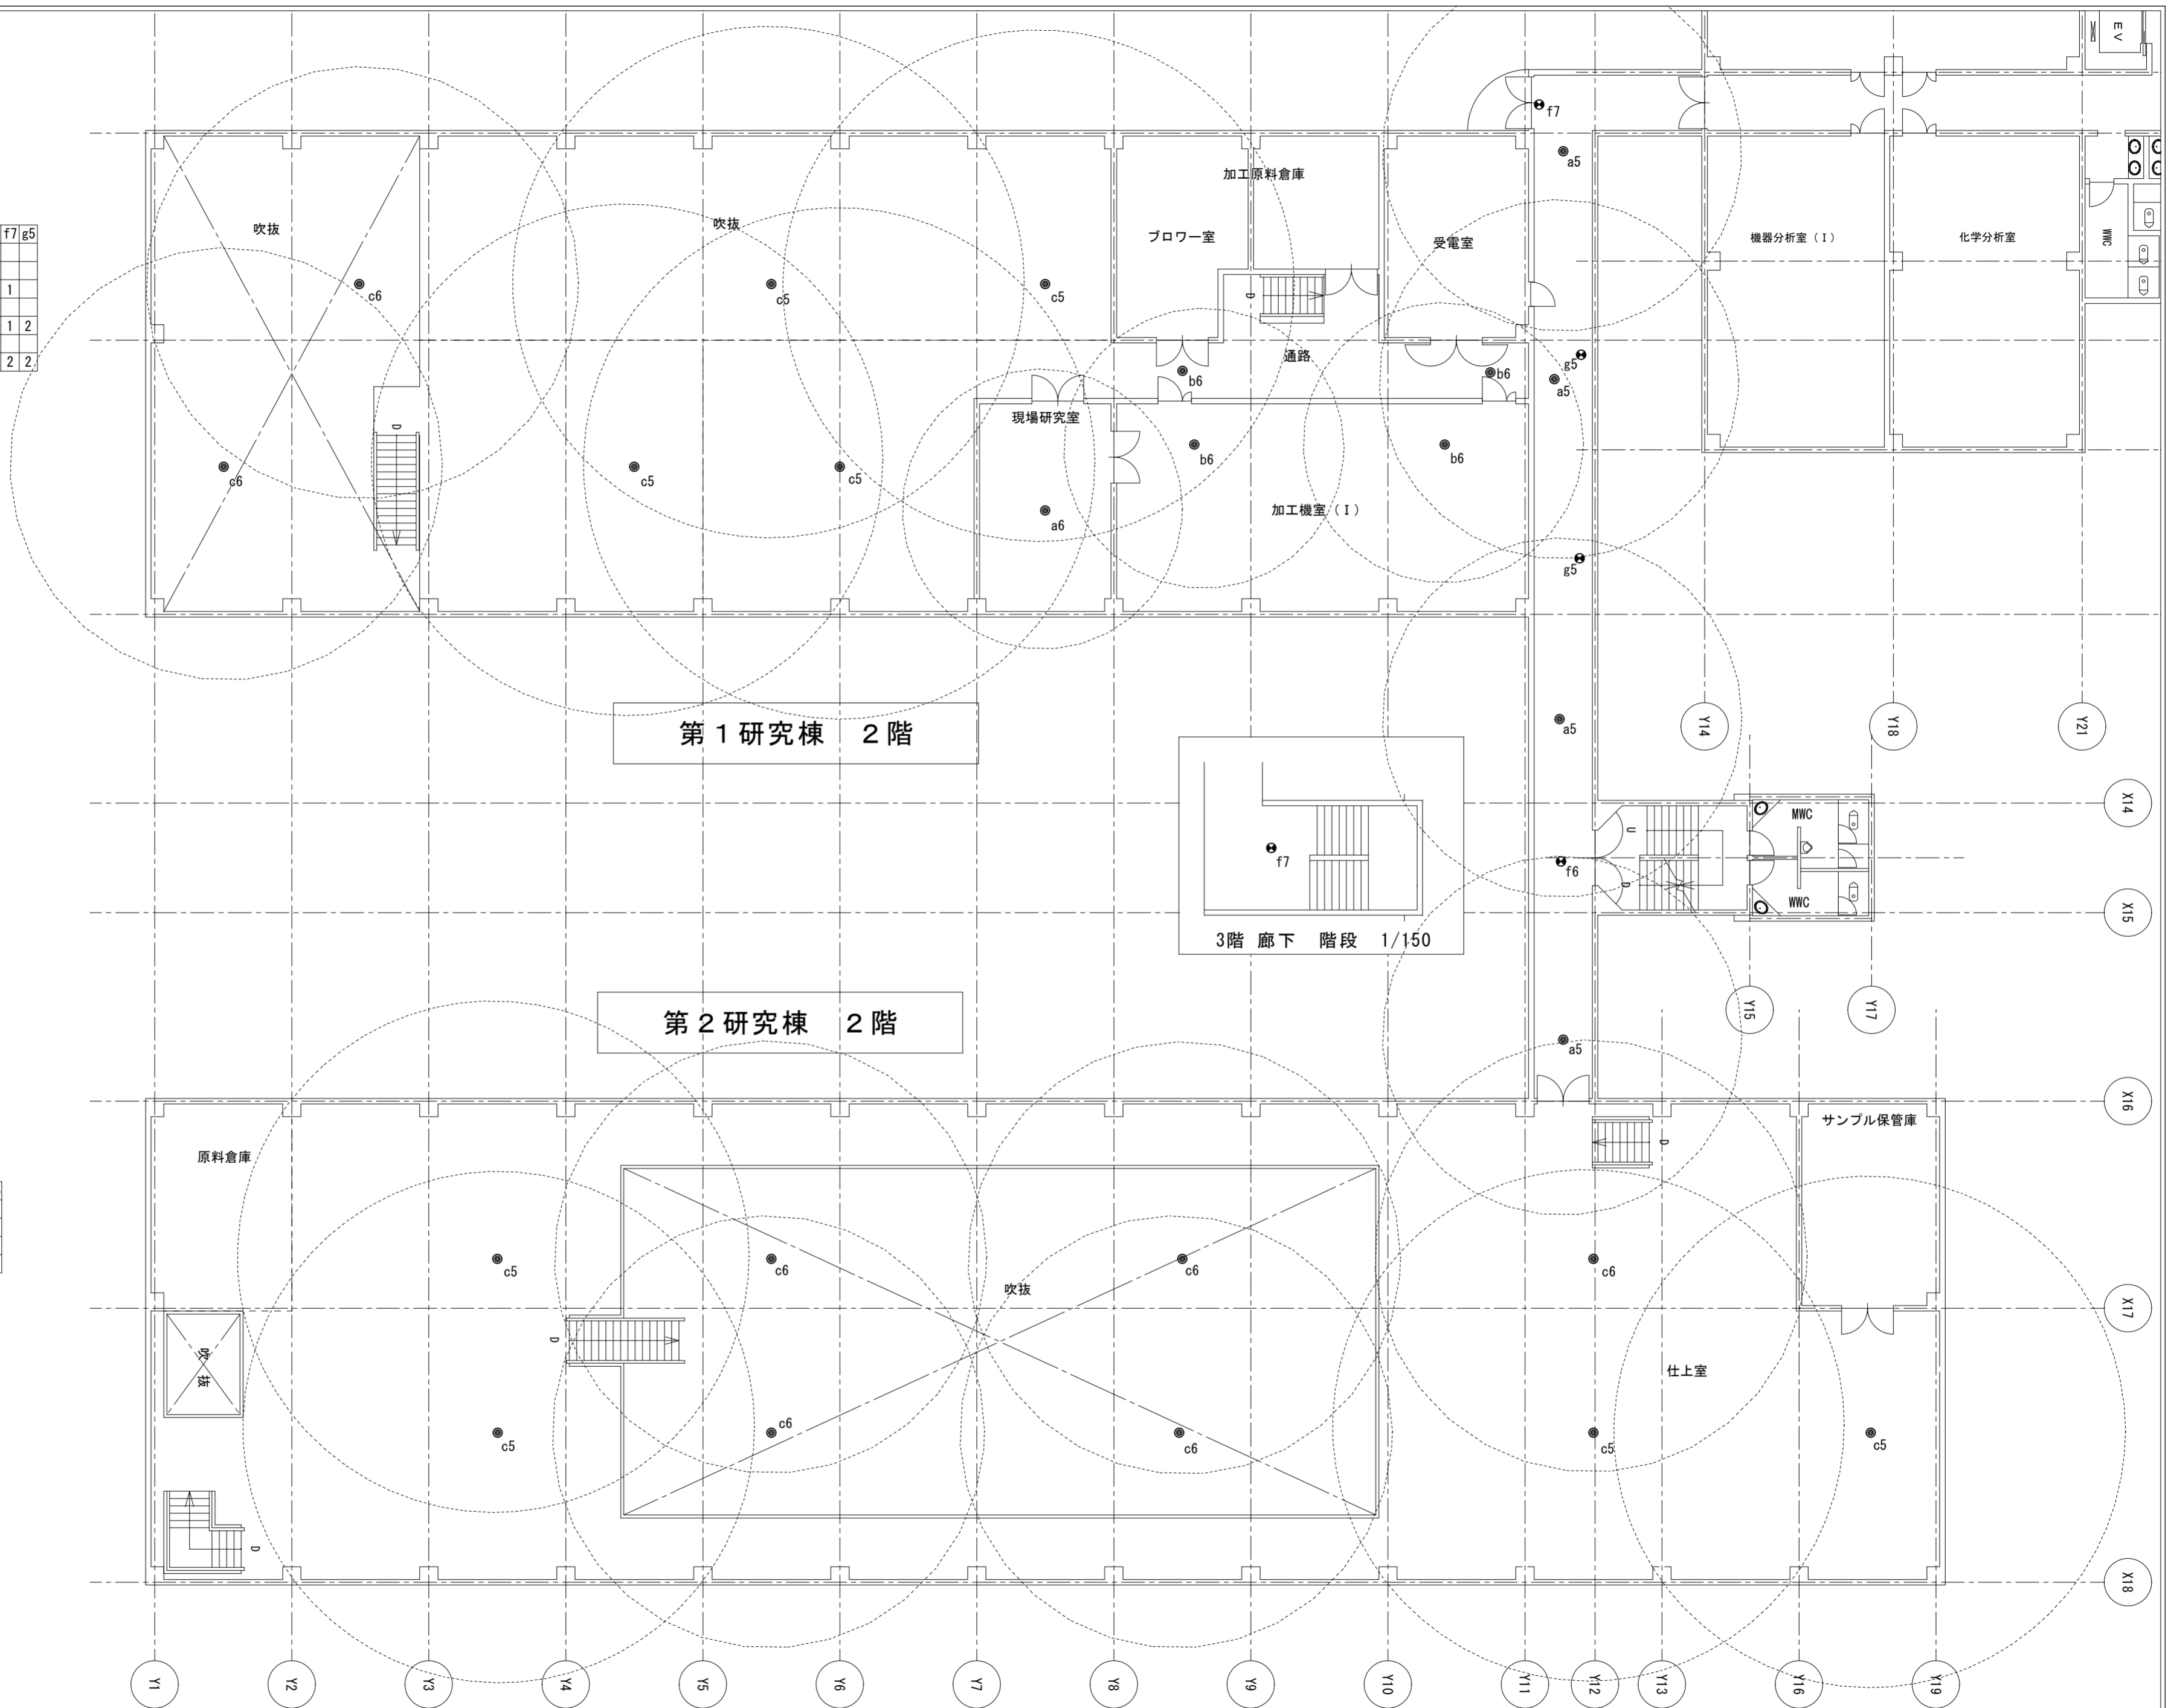 EV
f7
a5
加工原料倉庫
吹抜
吹抜
ブロワー室
受電室
機器分析室（Ⅰ）
化学分析室
WWC
f7 g5
1
1 2
2 2
c6
c5
c5
D
通路
g5
b6
b6
a5
現場研究室
D
b6
b6
c6
c5
c5
a6
加工機室（Ⅰ）
g5
第１研究棟　２階
a5
Y14
Y18
Y21
X14
MWC
U
f7
f6
D
WWC
X15
3階 廊下　階段　1/150
第２研究棟　２階
Y15
Y17
a5
X16
サンプル保管庫
D
原料倉庫
c5
c6
c6
c6
吹抜
X17
D
吹抜
仕上室
c5
c6
c6
c5
c5
D
X18
Y1
Y2
Y3
Y4
Y5
Y6
Y7
Y8
Y9
Y10
Y11
Y12
Y13
Y16
Y19